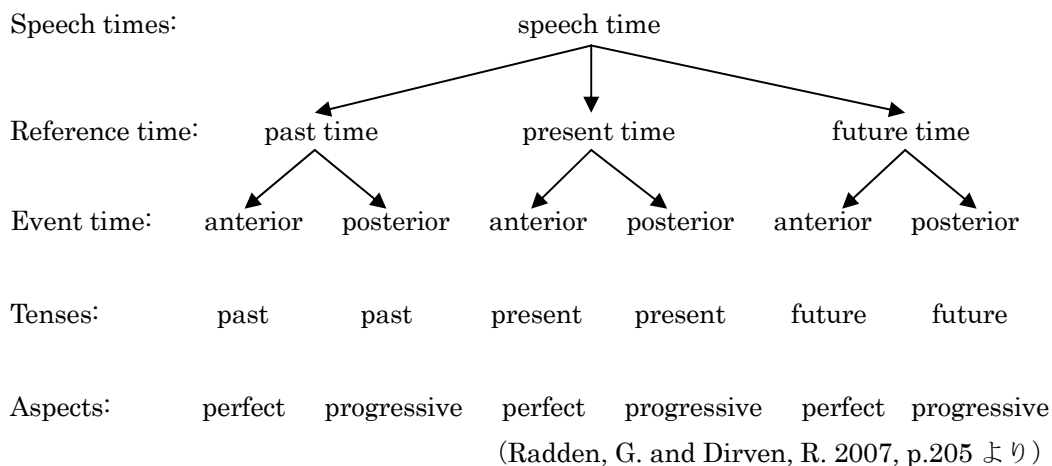 Speech times: speech time
Reference time: past time present time future time
Event time: anterior posterior anterior posterior anterior posterior
Tenses: past past present present future future
Aspects: perfect progressive perfect progressive perfect progressive
(Radden, G. and Dirven, R. 2007, p.205 より)